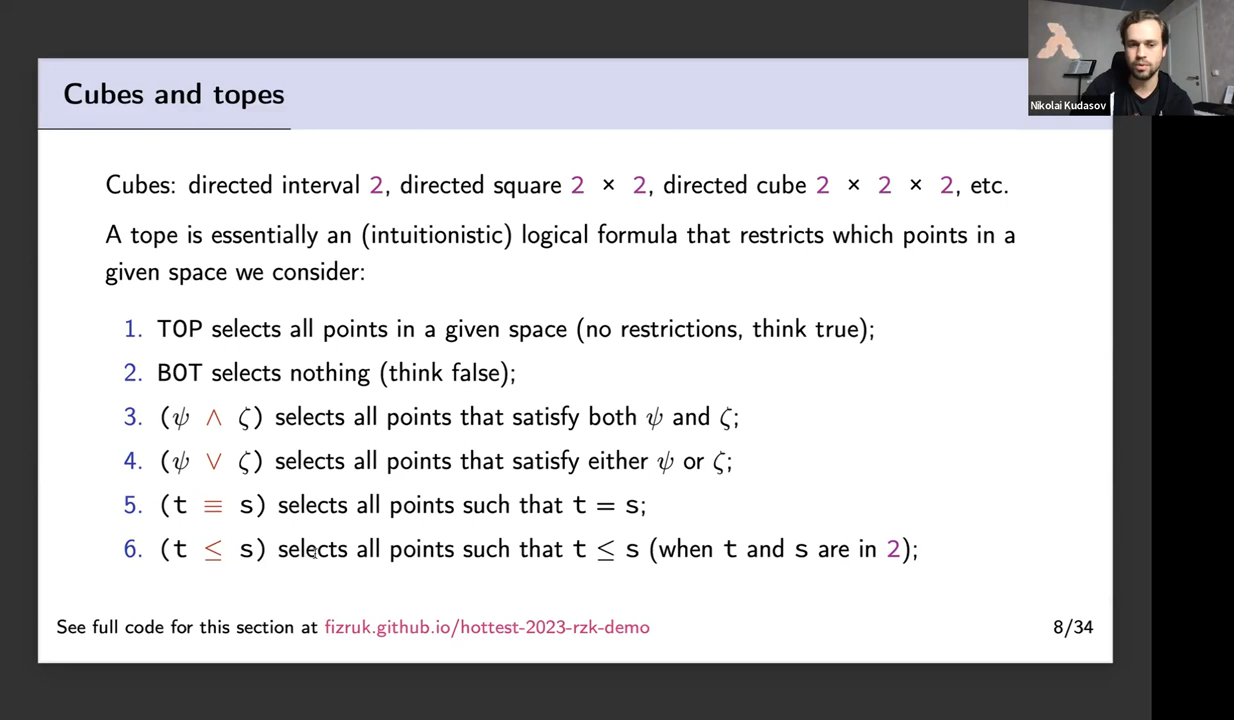 Cubes and topes
Nikolai Kudasov
Cubes: directed interval 2, directed square 2 × 2, directed cube 2 × 2 × 2, etc.
A tope is essentially an (intuitionistic) logical formula that restricts which points in a
given space we consider:
1. TOP selects all points in a given space (no restrictions, think true);
2. BOT selects nothing (think false);
3. (ψ ∧ ζ) selects all points that satisfy both ψ and ζ;
4. (ψ ∨ ζ) selects all points that satisfy either ψ or ζ;
5. (t ≡ s) selects all points such that t = s;
6. (t ≤ s) selects all points such that t ≤ s (when t and s are in 2);
See full code for this section at fizruk.github.io/hottest-2023-rzk-demo
8/34